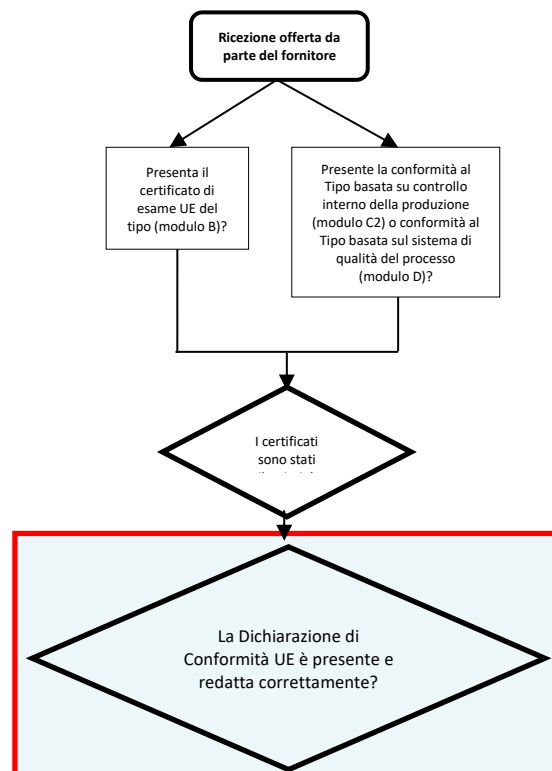 Ricezione offerta da
parte del fornitore
Presenta il
certificato di
esame UE del
tipo (modulo B)?
Presente la conformità al
Tipo basata su controllo
interno della produzione
(modulo C2) o conformità al
Tipo basata sul sistema di
qualità del processo
(modulo D)?
I certificati
sono stati
La Dichiarazione di
Conformità UE è presente e
redatta correttamente?